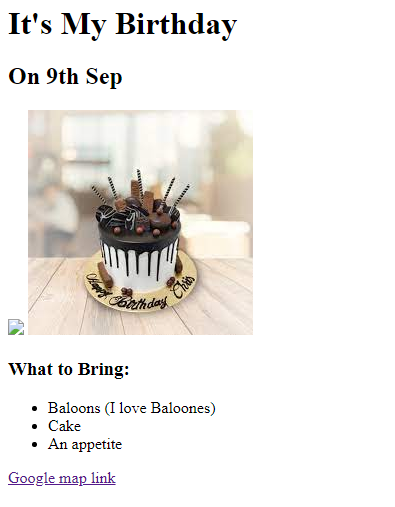 It's My Birthday
On 9th Sep
Happy Birthday Chris
What to Bring:
Baloons (I love Baloones)
Cake
An appetite
Google map link